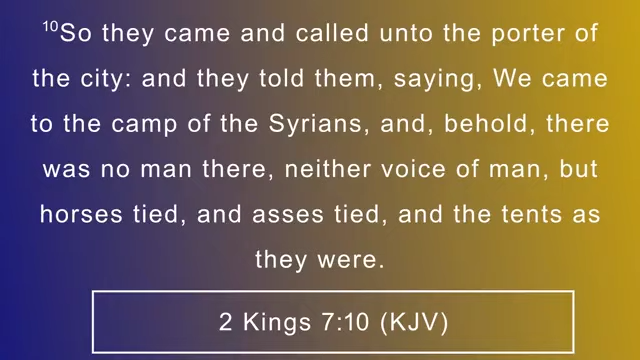 ¹⁰So they came and called unto the porter of
the city: and they told them, saying, We came
to the camp of the Syrians, and, behold, there
was no man there, neither voice of man, but
horses tied, and asses tied, and the tents as
they were.
2 Kings 7:10 (KJV)